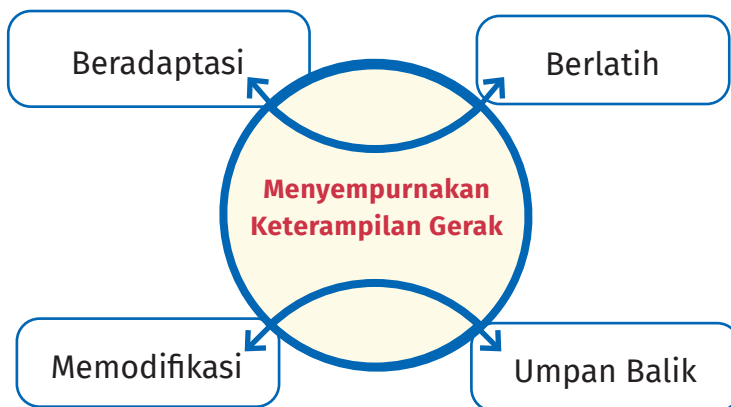 Beradaptasi
Berlatih
Menyempurnakan
Keterampilan Gerak
Memodifikasi
Umpan Balik